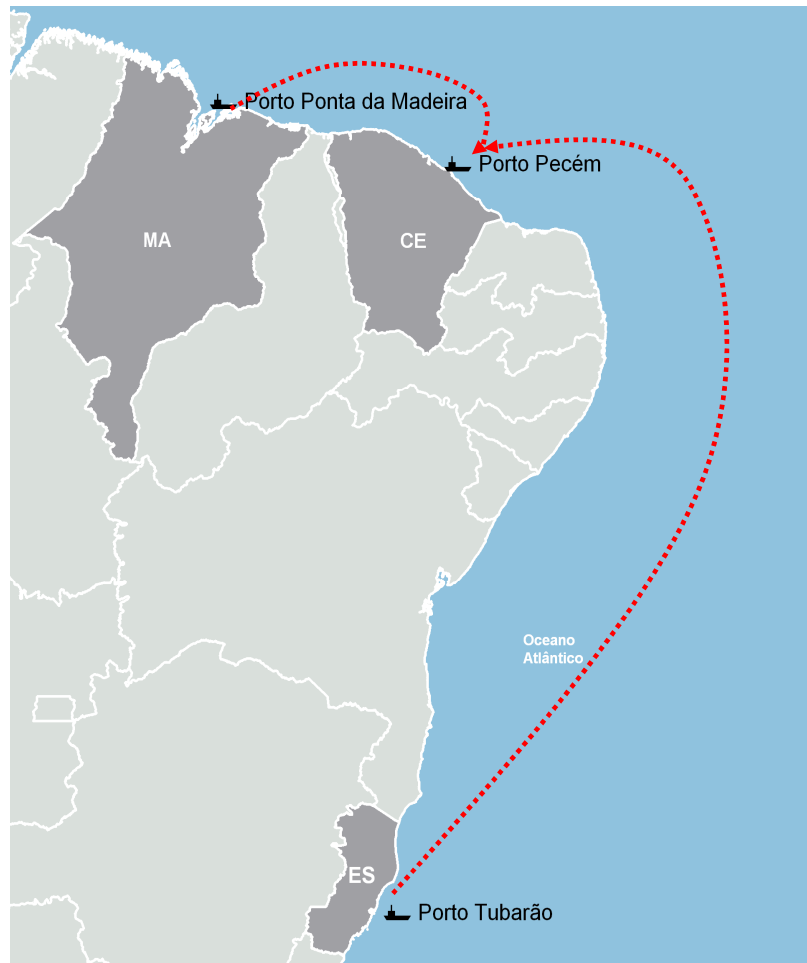 Porto Ponta da Madeira
Porto Pecém
MA
CE
Oceano
Atlântico
ES
Porto Tubarão